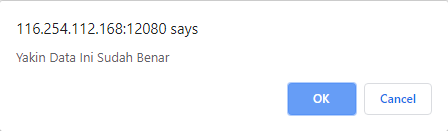 116.254.112.168:12080 says
Yakin Data Ini Sudah Benar
OK
Cancel